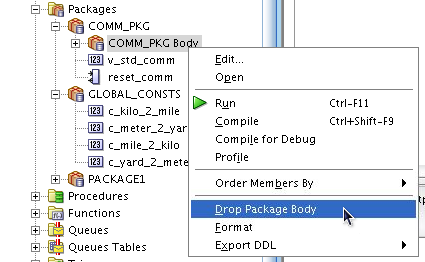 Packages
COMM_PKG
COMM_PKG Body
v_std_comm
reset_comm
GLOBAL_CONSTS
c_kilo_2_mile
c_meter_2_yar
c_mile_2_kilo
c_yard_2_mete
PACKAGE1
Procedures
Functions
Queues
Queues Tables
Edit...
Open
Run Ctrl-F11
Compile Ctrl+Shift-F9
Compile for Debug
Profile
Order Members By
Drop Package Body
Format
Export DDL